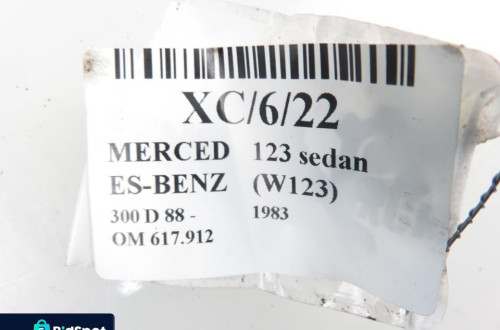 XC/6/22
MERCED
ES-BENZ
123 sedan
(W123)
300 D 88 -
OM 617.912
1983